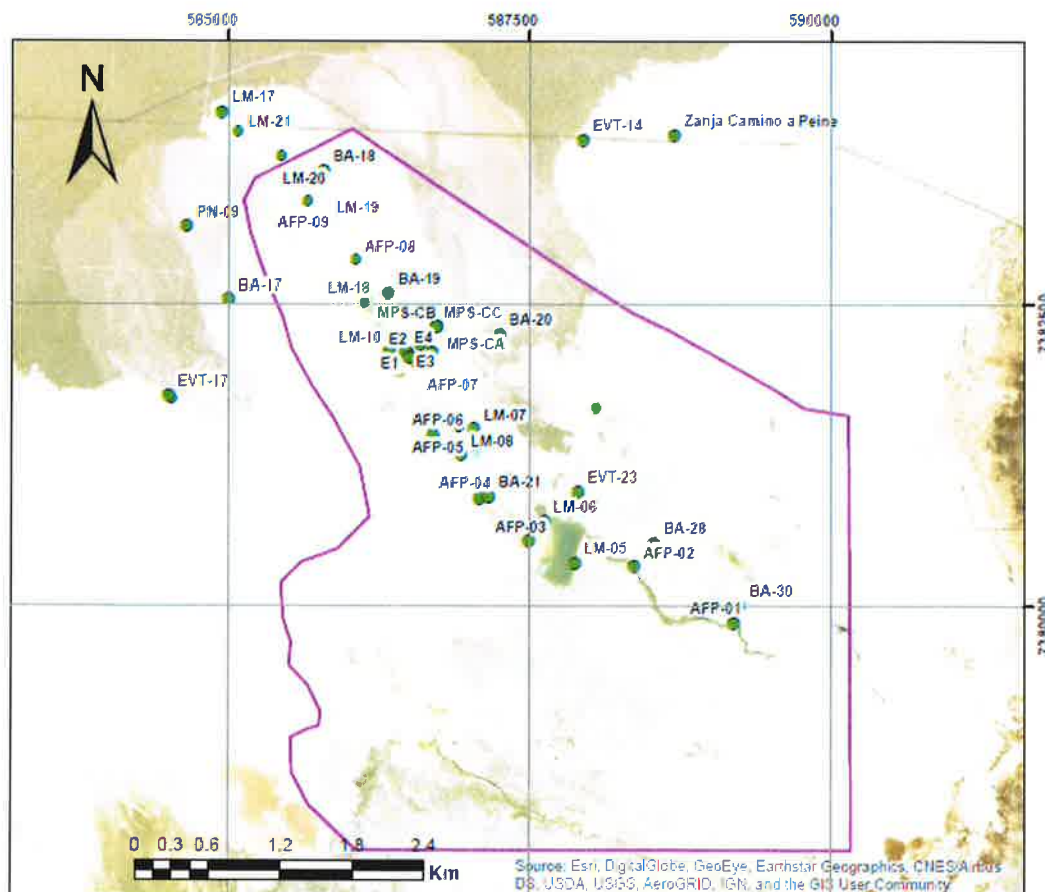 585000 587500 590000
N
LM-17
LM-21
EVT-14
Zanja Camino a Peine
BA-18
LM-20
LM-19
PN-09
AFP-09
AFP-08
BA-17
BA-19
LM-18
MPS-CB MPS-CC
BA-20
7382500
LM-10
E2 E4
MPS-CA
E1 E3
EVT-17
AFP-07
AFP-06
LM-07
AFP-05
LM-08
AFP-04
BA-21
EVT-23
LM-06
AFP-03
BA-28
LM-05
AFP-02
BA-30
AFP-01
7380000
0 0.3 0.6 1.2 1.8 2.4
Km
Source: Esri, DigitalGlobe, GeoEye, Earthstar Geographics, CNES/Airbus
DS, USDA, USGS, AeroGRID, IGN, and the GIS User Community